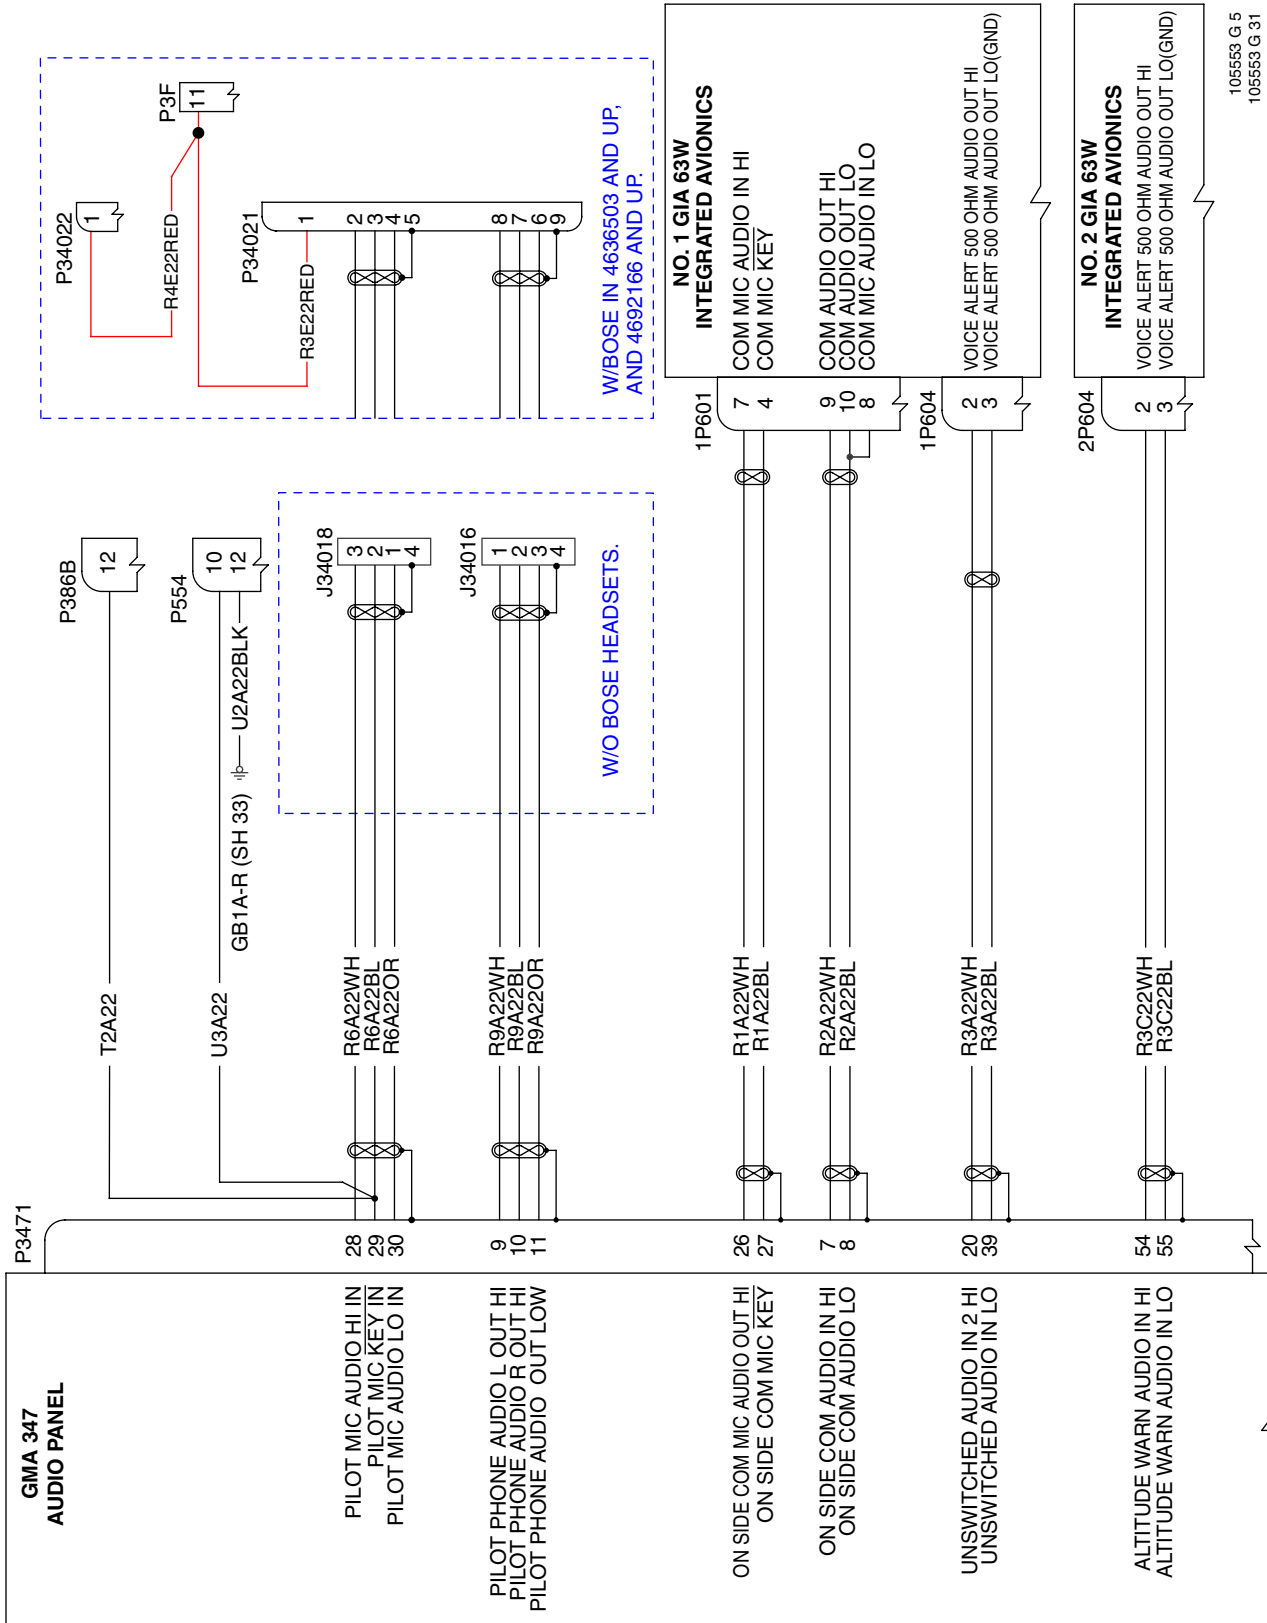 GMA 347
AUDIO PANEL
P3471
PILOT MIC AUDIO HI IN
PILOT MIC KEY IN
PILOT MIC AUDIO LO IN
28
29
30
PILOT PHONE AUDIO L OUT HI
PILOT PHONE AUDIO R OUT HI
PILOT PHONE AUDIO OUT LOW
9
10
11
ON SIDE COM MIC AUDIO OUT HI
ON SIDE COM MIC KEY
26
27
ON SIDE COM AUDIO IN HI
ON SIDE COM AUDIO LO
7
8
UNSWITCHED AUDIO IN 2 HI
UNSWITCHED AUDIO IN LO
20
39
ALTITUDE WARN AUDIO IN HI
ALTITUDE WARN AUDIO IN LO
54
55
T2A22
U3A22
GB1A-R (SH 33)
U2A22BLK
R6A22WH
R6A22BL
R6A22OR
R9A22WH
R9A22BL
R9A22OR
R1A22WH
R1A22BL
R2A22WH
R2A22BL
R3A22WH
R3A22BL
R3C22WH
R3C22BL
P386B
12
P554
10
12
J34018
3
2
1
4
J34016
1
2
3
4
W/O BOSE HEADSETS.
P34022
1
R4E22RED
P3F
11
P34021
1
R3E22RED
2
3
4
5
8
7
6
9
W/BOSE IN 4636503 AND UP,
AND 4692166 AND UP.
NO. 1 GIA 63W
INTEGRATED AVIONICS
1P601
7
4
COM MIC AUDIO IN HI
COM MIC KEY
9
10
8
COM AUDIO OUT HI
COM AUDIO OUT LO
COM MIC AUDIO IN LO
1P604
2
3
VOICE ALERT 500 OHM AUDIO OUT HI
VOICE ALERT 500 OHM AUDIO OUT LO(GND)
NO. 2 GIA 63W
INTEGRATED AVIONICS
2P604
2
3
VOICE ALERT 500 OHM AUDIO OUT HI
VOICE ALERT 500 OHM AUDIO OUT LO(GND)
105553 G 5
105553 G 31